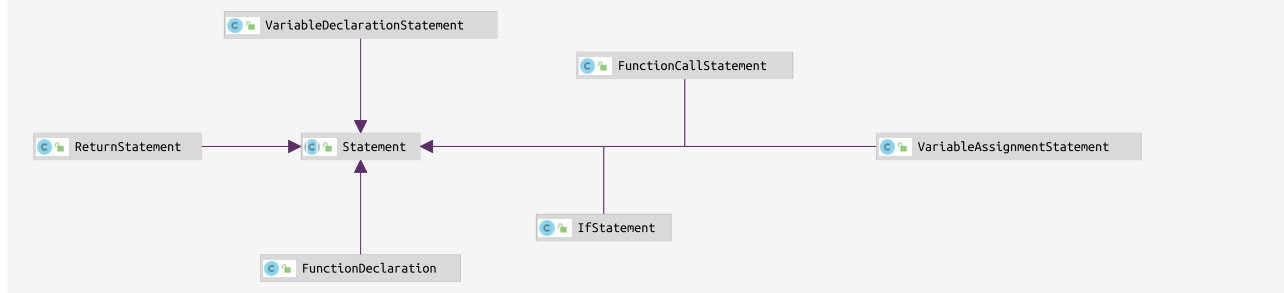 VariableDeclarationStatement
FunctionCallStatement
ReturnStatement
Statement
VariableAssignmentStatement
IfStatement
FunctionDeclaration